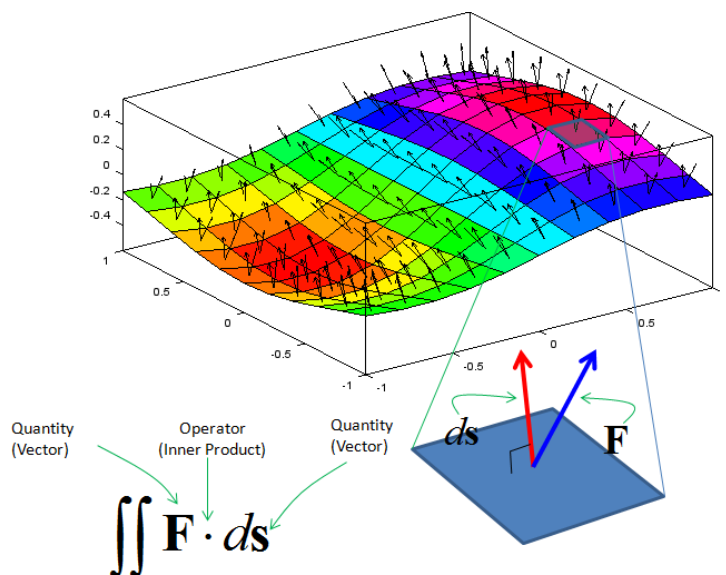 0.4
0.2
0
-0.2
-0.4
1
0.5
0
-0.5
-1
-1
-0.5
0
0.5
ds
F
Quantity
(Vector)
Operator
(Inner Product)
Quantity
(Vector)
∬ F · ds